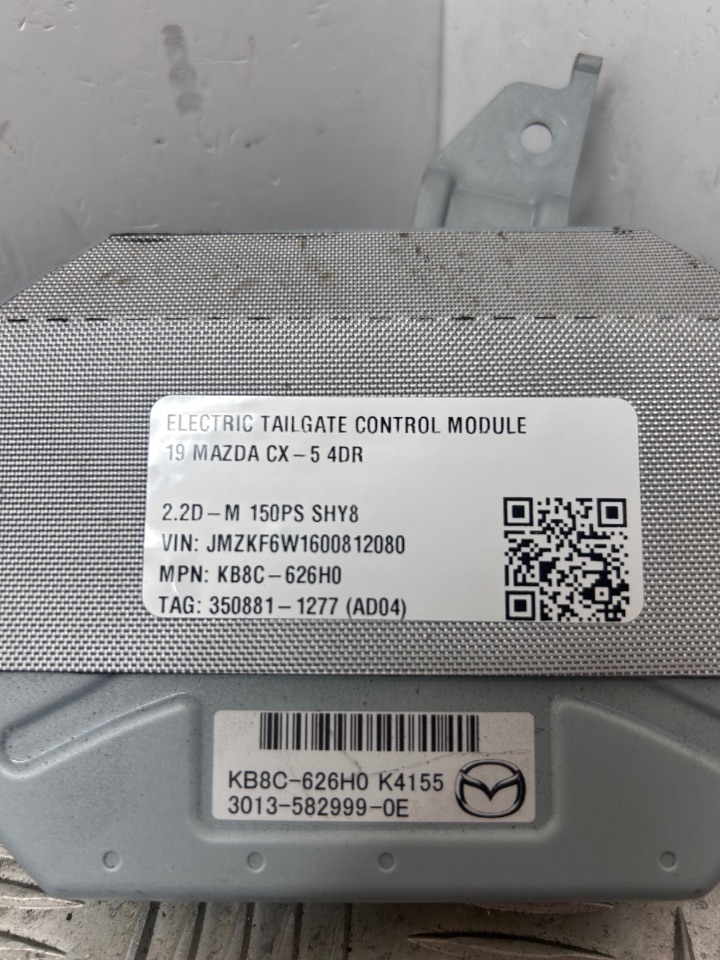 ELECTRIC TAILGATE CONTROL MODULE
19 MAZDA CX-5 4DR
2.2D-M 150PS SHY8
VIN: JMZKF6W1600812080
MPN: KB8C-626H0
TAG: 350881-1277 (AD04)
KB8C-626H0 K4155
3013-582999-0E